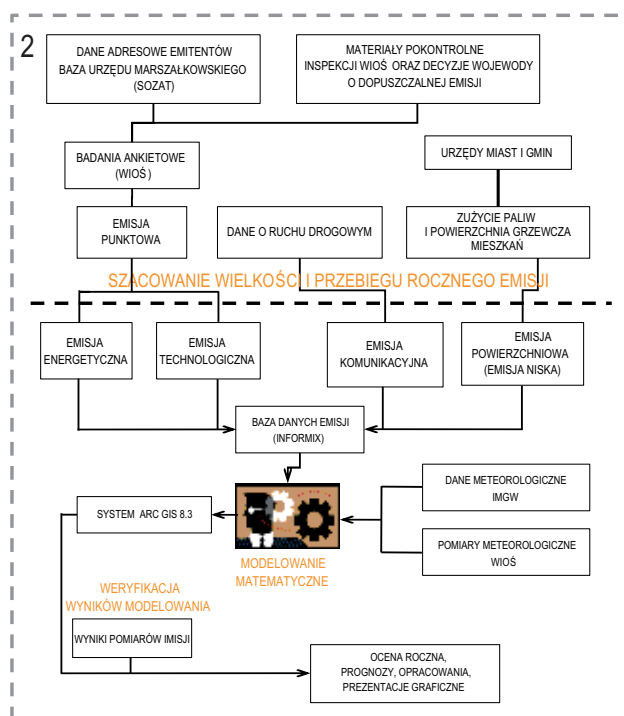 2
DANE ADRESOWE EMITENTÓW
BAZA URZĘDU MARSZAŁKOWSKIEGO
(SOZAT)
MATERIAŁY POKONTROLNE
INSPEKCJI WIOŚ ORAZ DECYZJE WOJEWODY
O DOPUSZCZALNEJ EMISJI
BADANIA ANKIETOWE
(WIOŚ)
URZĘDY MIAST I GMIN
EMISJA
PUNKTOWA
DANE O RUCHU DROGOWYM
ZUŻYCIE PALIW
I POWIERZCHNIA GRZEWCZA
MIESZKAŃ
SZACOWANIE WIELKOŚCI I PRZEBIEGU ROCZNEGO EMISJI
EMISJA
ENERGETYCZNA
EMISJA
TECHNOLOGICZNA
EMISJA
KOMUNIKACYJNA
EMISJA
POWIERZCHNIOWA
(EMISJA NISKA)
BAZA DANYCH EMISJI
(INFORMIX)
SYSTEM ARC GIS 8.3
DANE METEOROLOGICZNE
IMGW
POMIARY METEOROLOGICZNE
WIOŚ
MODELOWANIE
MATEMATYCZNE
WERYFIKACJA
WYNIKÓW MODELOWANIA
WYNIKI POMIARÓW IMISJI
OCENA ROCZNA,
PROGNOZY, OPRACOWANIA,
PREZENTACJE GRAFICZNE